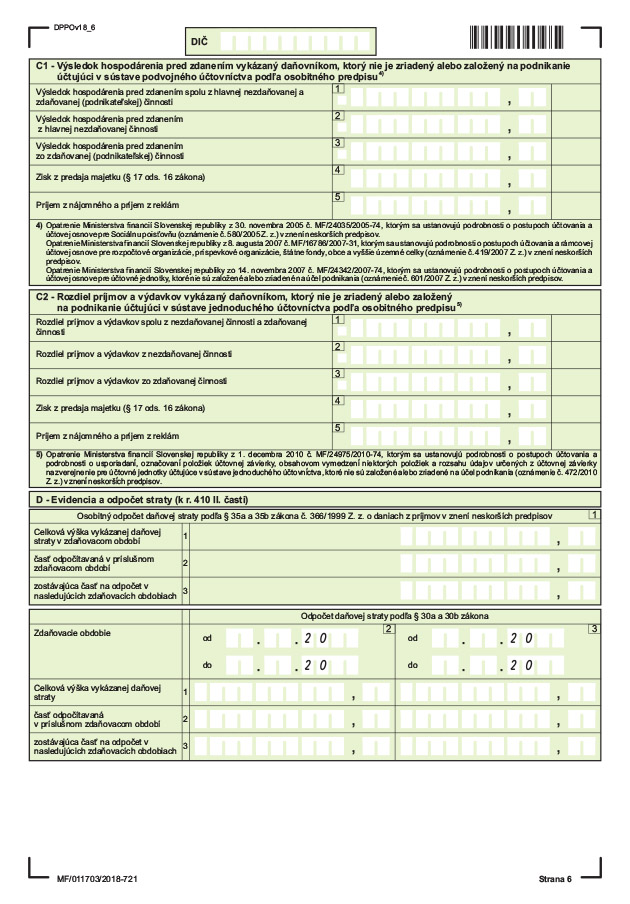 DPPOv18_6
DIČ
C1 - Výsledok hospodárenia pred zdanením vykázaný daňovníkom, ktorý nie je zriadený alebo založený na podnikanie
účtujúci v sústave podvojného účtovníctva podľa osobitného predpisu 4)
Výsledok hospodárenia pred zdanením spolu z hlavnej nezdaňovanej a
zdaňovanej (podnikateľskej) činnosti
1
,
Výsledok hospodárenia pred zdanením
z hlavnej nezdaňovanej činnosti
2
,
Výsledok hospodárenia pred zdanením
zo zdaňovanej (podnikateľskej) činnosti
3
,
Zisk z predaja majetku (§ 17 ods. 16 zákona)
4
,
Príjem z nájomného a príjem z reklám
5
,
4) Opatrenie Ministerstva financií Slovenskej republiky z 30. novembra 2005 č. MF/24035/2005-74, ktorým sa ustanovujú podrobnosti o postupoch účtovania a
účtovej osnove pre Sociálnu poisťovňu (oznámenie č. 580/2005 Z. z.) v znení neskorších predpisov.
Opatrenie Ministerstva financií Slovenskej republiky z 8. augusta 2007 č. MF/16786/2007-31, ktorým sa ustanovujú podrobnosti o postupoch účtovania a rámcovej
účtovej osnove pre rozpočtové organizácie, príspevkové organizácie, štátne fondy, obce a vyššie územné celky (oznámenie č. 419/2007 Z. z.) v znení neskorších
predpisov.
Opatrenie Ministerstva financií Slovenskej republiky zo 14. novembra 2007 č. MF/24342/2007-74, ktorým sa ustanovujú podrobnosti o postupoch účtovania a
účtovej osnove pre účtovné jednotky, ktoré nie sú založené alebo zriadené na účel podnikania (oznámenie č. 601/2007 Z. z.) v znení neskorších predpisov.
C2 - Rozdiel príjmov a výdavkov vykázaný daňovníkom, ktorý nie je zriadený alebo založený
na podnikanie účtujúci v sústave jednoduchého účtovníctva podľa osobitného predpisu 5)
Rozdiel príjmov a výdavkov spolu z nezdaňovanej činnosti a zdaňovanej
činnosti
1
,
Rozdiel príjmov a výdavkov z nezdaňovanej činnosti
2
,
Rozdiel príjmov a výdavkov zo zdaňovanej činnosti
3
,
Zisk z predaja majetku (§ 17 ods. 16 zákona)
4
,
Príjem z nájomného a príjem z reklám
5
,
5) Opatrenie Ministerstva financií Slovenskej republiky z 1. decembra 2010 č. MF/24975/2010-74, ktorým sa ustanovujú podrobnosti o postupoch účtovania a
podrobnosti o usporiadaní, označovaní položiek účtovnej závierky, obsahovom vymedzení niektorých položiek a rozsahu údajov určených z účtovnej závierky
na zverejnenie pre účtovné jednotky účtujúce v sústave jednoduchého účtovníctva, ktoré nie sú založené alebo zriadené na účel podnikania (oznámenie č. 472/2010
Z. z.) v znení neskorších predpisov.
D - Evidencia a odpočet straty (k r. 410 II. časti)
Osobitný odpočet daňovej straty podľa § 35a a 35b zákona č. 366/1999 Z. z. o daniach z príjmov v znení neskorších predpisov 1
Celková výška vykázanej daňovej
straty v zdaňovacom období
1 ,
časť odpočítavaná v príslušnom
zdaňovacom období
2 ,
zostávajúca časť na odpočet v
nasledujúcich zdaňovacích obdobiach
3 ,
Odpočet daňovej straty podľa § 30a a 30b zákona
Zdaňovacie obdobie
2 3
od . . 2 0 od . . 2 0
do . . 2 0 do . . 2 0
Celková výška vykázanej daňovej
straty
1 , ,
časť odpočítavaná
v príslušnom zdaňovacom období
2 , ,
zostávajúca časť na odpočet v
nasledujúcich zdaňovacích obdobiach
3 , ,
MF/011703/2018-721 Strana 6